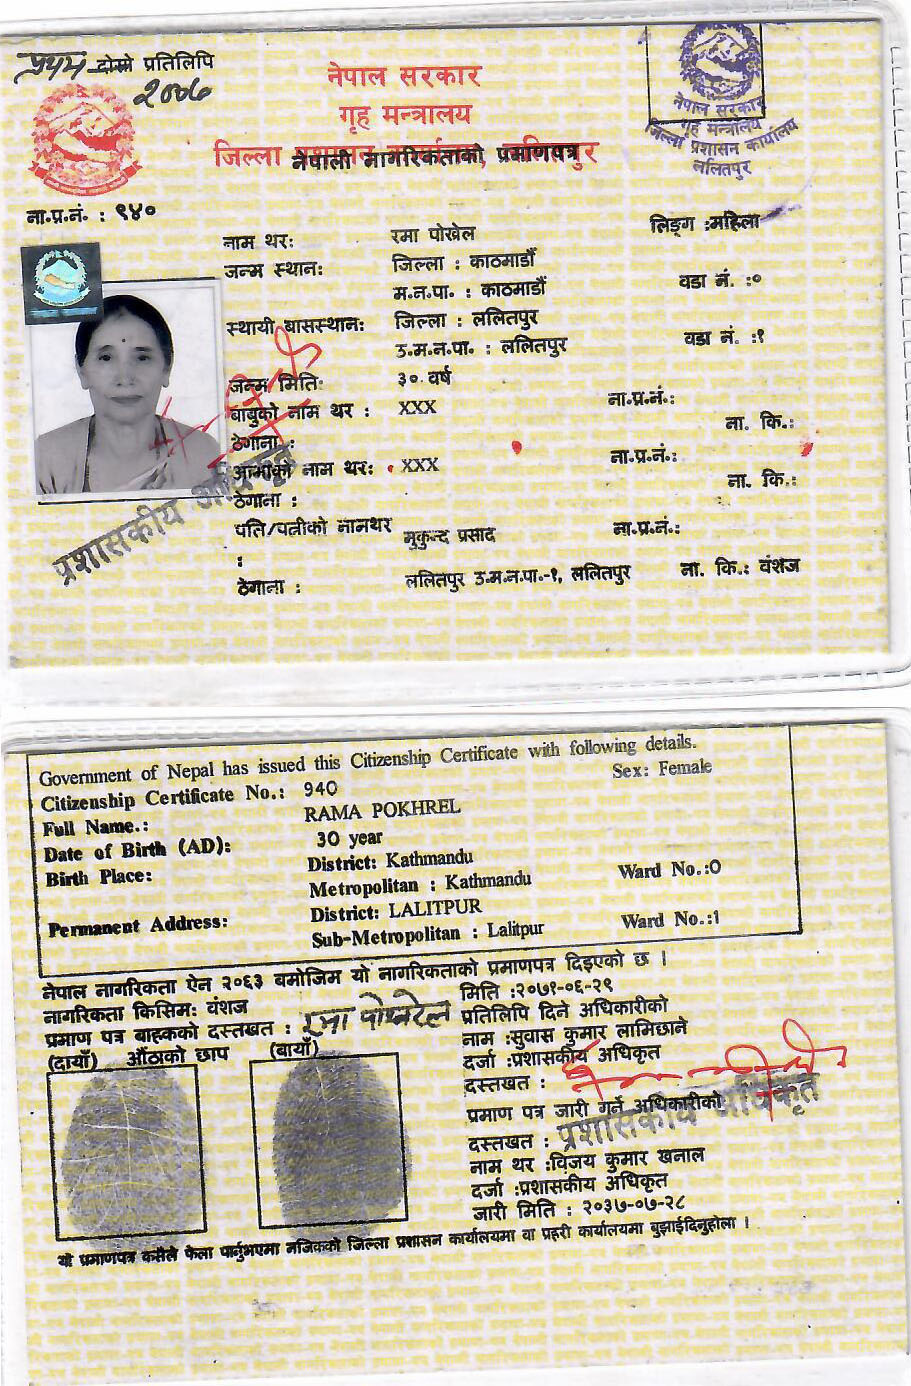 प्रथम दोस्रो प्रतिलिपि
नेपाल सरकार
गृह मन्त्रालय
जिल्ला प्रशासन कार्यालय, ललितपुर
नेपाली नागरिकताको प्रमाणपत्र
नेपाल सरकार
गृह मन्त्रालय
जिल्ला प्रशासन कार्यालय
ललितपुर
ना.प्र.नं. : ९४०
नाम थर: रमा पोखेल लिङ्ग :महिला
जन्म स्थान: जिल्ला : काठमाडौं
म.न.पा. : काठमाडौं वडा नं. :०
स्थायी बासस्थान: जिल्ला : ललितपुर
उ.म.न.पा. : ललितपुर वडा नं. :१
जन्म मिति: ३० वर्ष
बाबुको नाम थर : XXX ना.प्र.नं.:
ठेगाना : ना. कि.:
आमाको नाम थर: XXX ना.प्र.नं.:
ठेगाना : ना. कि.:
पति/पत्नीको नामथर : मुकुन्द प्रसाद ना.प्र.नं.:
ठेगाना : ललितपुर उ.म.न.पा.-१, ललितपुर ना. कि.: वंशज
प्रशासकीय अधिकृत
Government of Nepal has issued this Citizenship Certificate with following details.
Citizenship Certificate No.: 940 Sex: Female
Full Name.: RAMA POKHREL
Date of Birth (AD): 30 year
Birth Place: District: Kathmandu
Metropolitan : Kathmandu Ward No.:0
Permanent Address: District: LALITPUR
Sub-Metropolitan : Lalitpur Ward No.:1
नेपाल नागरिकता ऐन २०६३ बमोजिम यो नागरिकताको प्रमाणपत्र दिइएको छ ।
नागरिकता किसिम: वंशज मिति :२०७१-०६-२९
प्रमाण पत्र बाहकको दस्तखत : रमा पोखरेल प्रतिलिपि दिने अधिकारीको
(दायाँ) औंठाको छाप (बायाँ) नाम :सुवास कुमार लामिछाने
दर्जा :प्रशासकीय अधिकृत
दस्तखत :
प्रमाण पत्र जारी गर्ने अधिकारीको
प्रशासकीय अधिकृत
दस्तखत :
नाम थर :विजय कुमार खनाल
दर्जा :प्रशासकीय अधिकृत
जारी मिति : २०३७-०७-२८
यो प्रमाणपत्र कसैले फेला पार्नुभएमा नजिकको जिल्ला प्रशासन कार्यालयमा वा प्रहरी कार्यालयमा बुझाईदिनुहोला ।